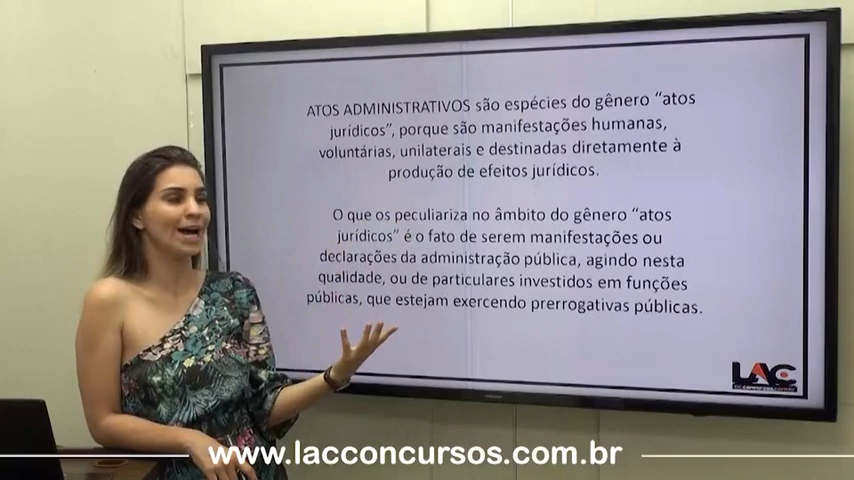 ATOS ADMINISTRATIVOS são espécies do gênero “atos
jurídicos”, porque são manifestações humanas,
voluntárias, unilaterais e destinadas diretamente à
produção de efeitos jurídicos.
O que os peculiariza no âmbito do gênero “atos
jurídicos” é o fato de serem manifestações ou
declarações da administração pública, agindo nesta
qualidade, ou de particulares investidos em funções
públicas, que estejam exercendo prerrogativas públicas.
LAC
www.lacconcursos.com.br